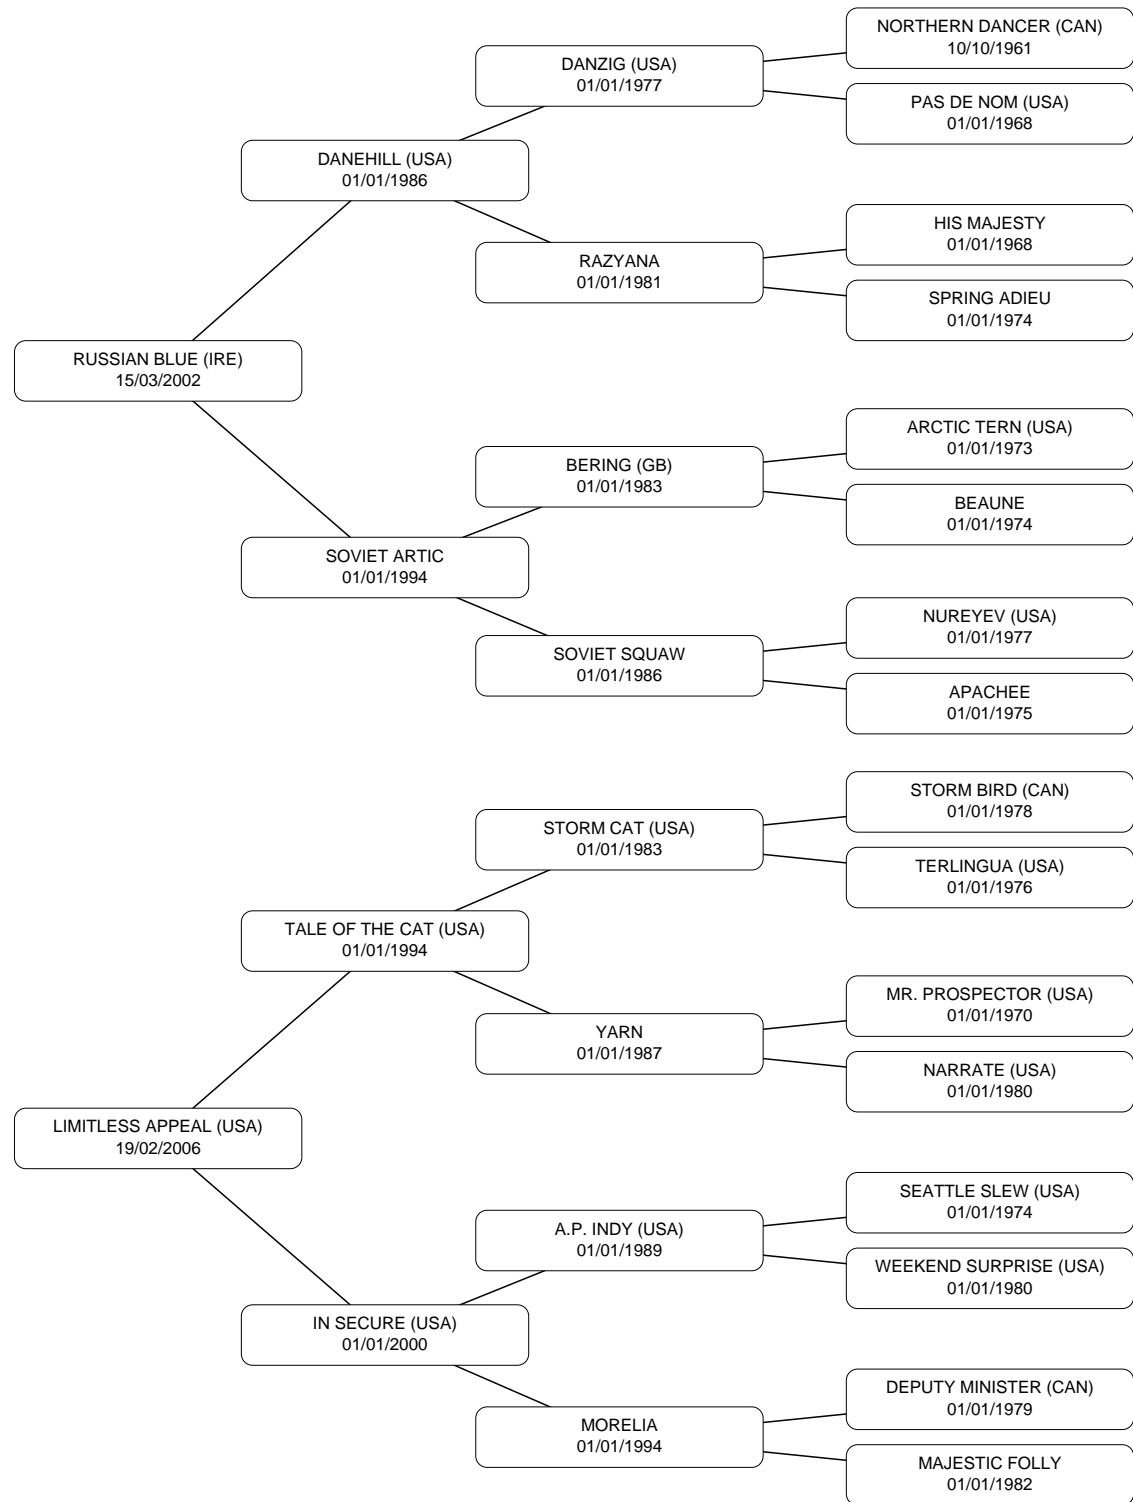 NORTHERN DANCER (CAN)
10/10/1961
DANZIG (USA)
01/01/1977
PAS DE NOM (USA)
01/01/1968
DANEHILL (USA)
01/01/1986
HIS MAJESTY
01/01/1968
RAZYANA
01/01/1981
SPRING ADIEU
01/01/1974
RUSSIAN BLUE (IRE)
15/03/2002
ARCTIC TERN (USA)
01/01/1973
BERING (GB)
01/01/1983
BEAUNE
01/01/1974
SOVIET ARTIC
01/01/1994
NUREYEV (USA)
01/01/1977
SOVIET SQUAW
01/01/1986
APACHEE
01/01/1975
STORM BIRD (CAN)
01/01/1978
STORM CAT (USA)
01/01/1983
TERLINGUA (USA)
01/01/1976
TALE OF THE CAT (USA)
01/01/1994
MR. PROSPECTOR (USA)
01/01/1970
YARN
01/01/1987
NARRATE (USA)
01/01/1980
LIMITLESS APPEAL (USA)
19/02/2006
SEATTLE SLEW (USA)
01/01/1974
A.P. INDY (USA)
01/01/1989
WEEKEND SURPRISE (USA)
01/01/1980
IN SECURE (USA)
01/01/2000
DEPUTY MINISTER (CAN)
01/01/1979
MORELIA
01/01/1994
MAJESTIC FOLLY
01/01/1982